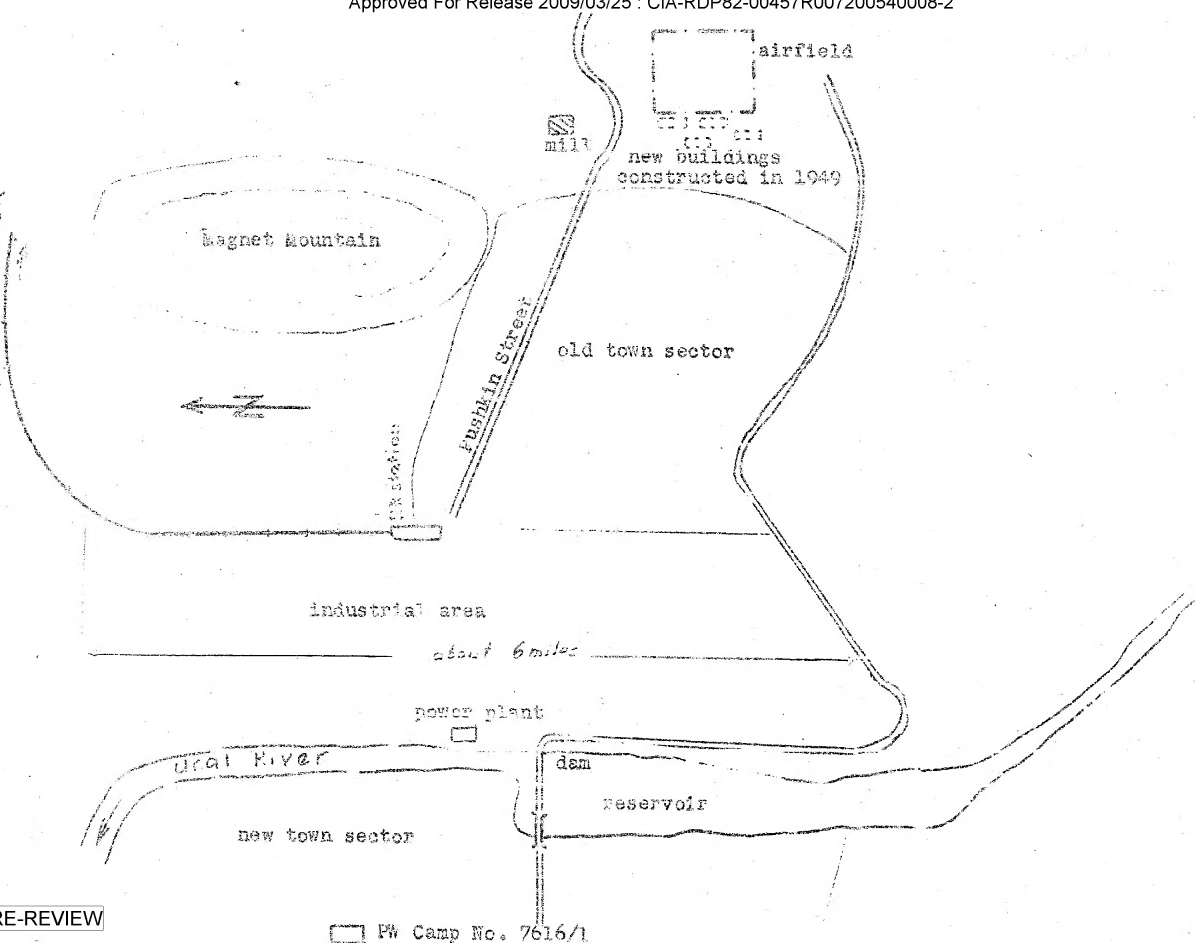 Approved For Release 2009/03/25 : CIA-RDP82-00457R007200540008-2
airfield
mill
new buildings
constructed in 1949
Magnet Mountain
Pushkin Street
old town sector
N
RR station
industrial area
about 6 miles
power plant
Ural River
dam
reservoir
new town sector
RE-REVIEW
PW Camp No. 7616/1